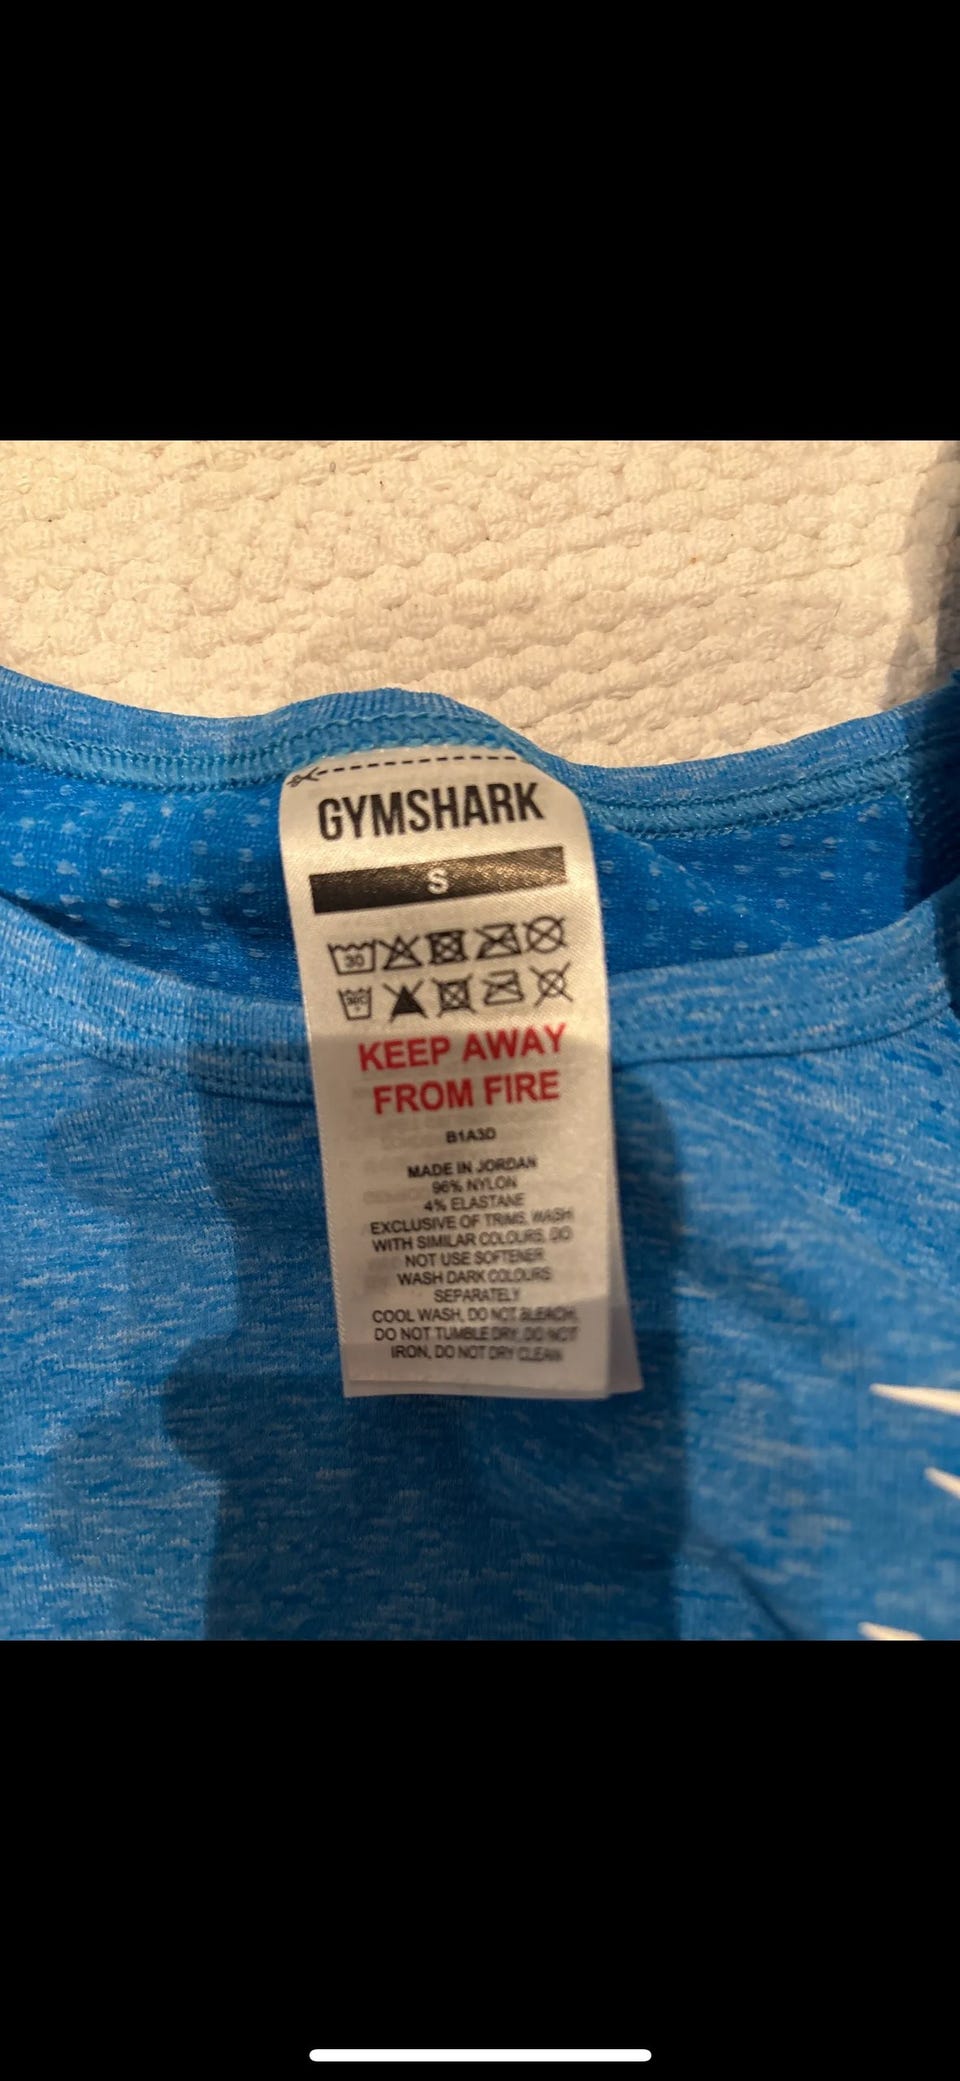 GYMSHARK
S
30
30°C
KEEP AWAY
FROM FIRE
B1A3D
MADE IN JORDAN
96% NYLON
4% ELASTANE
EXCLUSIVE OF TRIMS, WASH
WITH SIMILAR COLOURS, DO
NOT USE SOFTENER
WASH DARK COLOURS
SEPARATELY
COOL WASH, DO NOT BLEACH,
DO NOT TUMBLE DRY, DO NOT
IRON, DO NOT DRY CLEAN